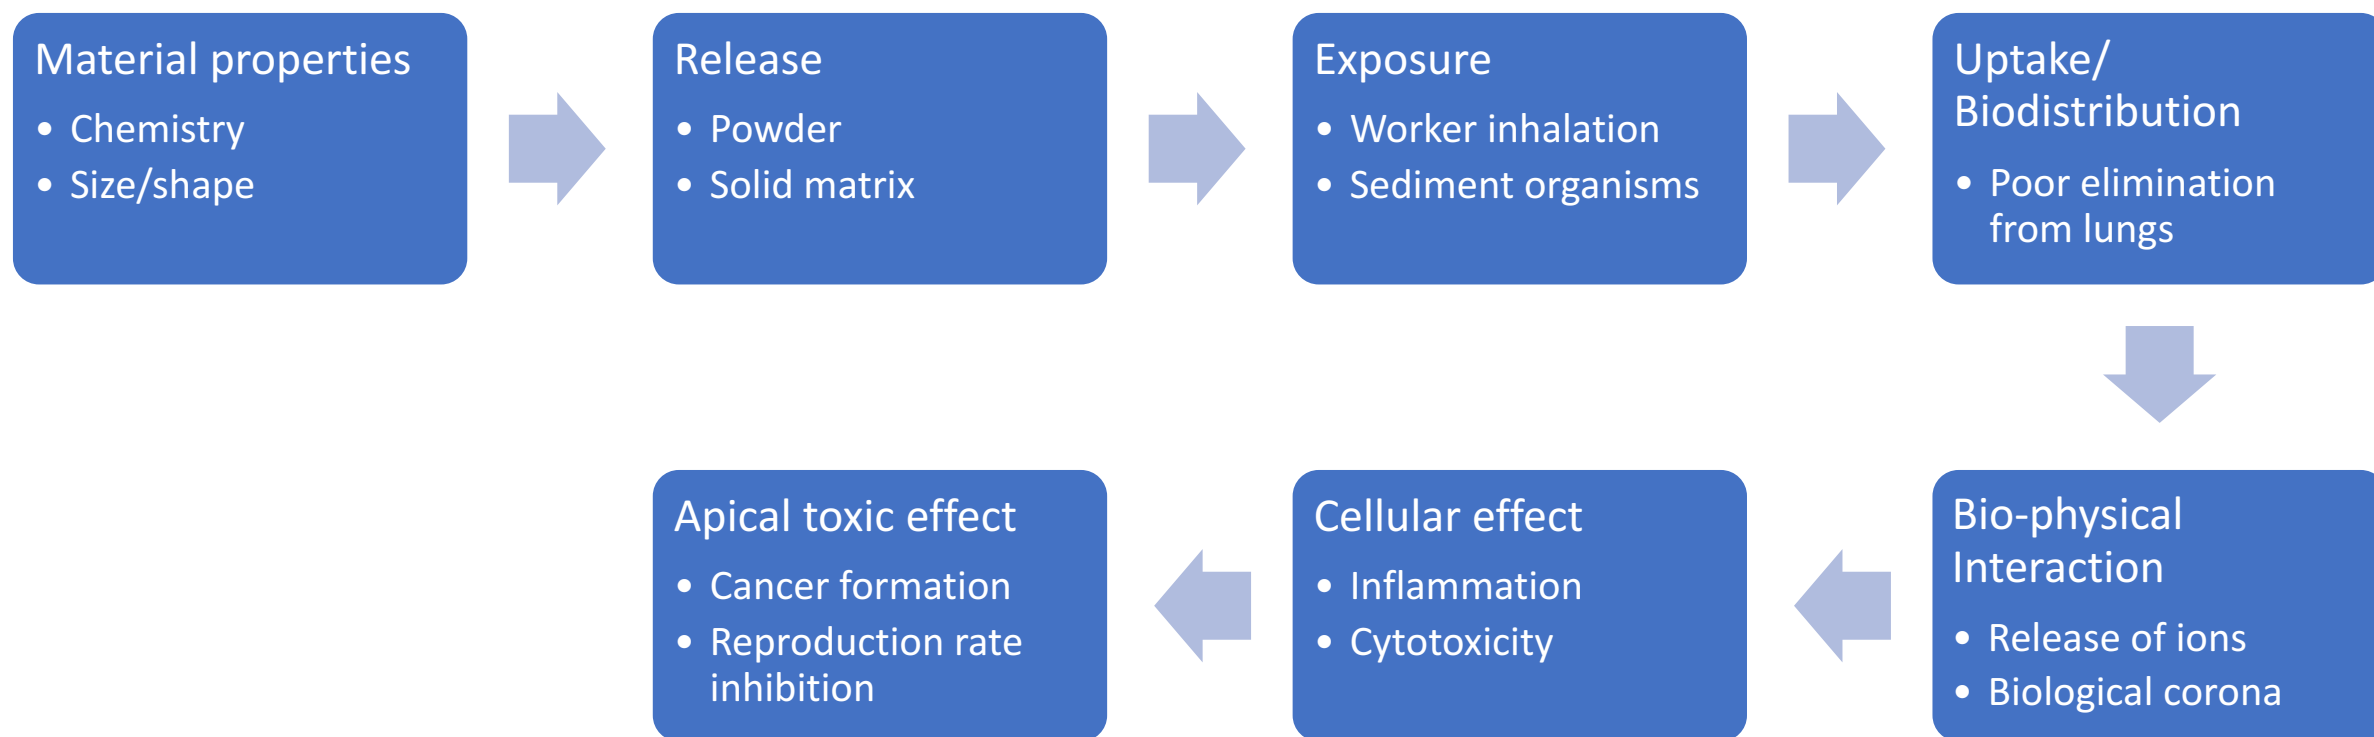 Material properties
• Chemistry
• Size/shape
Release
• Powder
• Solid matrix
Exposure
• Worker inhalation
• Sediment organisms
Uptake/
Biodistribution
• Poor elimination
from lungs
Bio-physical
Interaction
• Release of ions
• Biological corona
Cellular effect
• Inflammation
• Cytotoxicity
Apical toxic effect
• Cancer formation
• Reproduction rate
inhibition